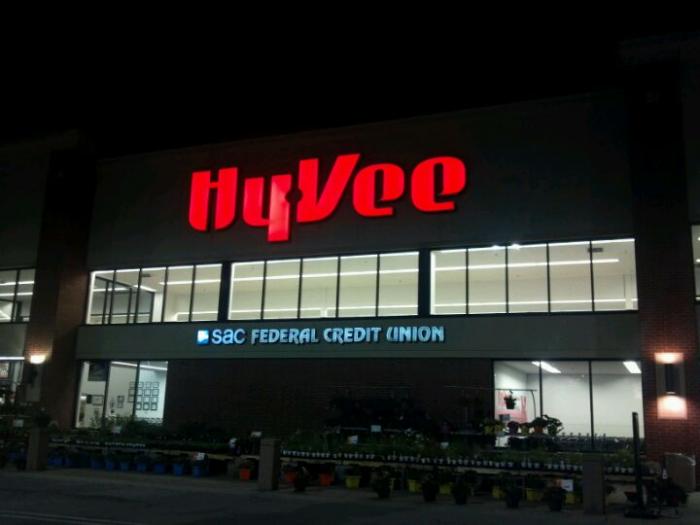 HyVee
sac FEDERAL CREDIT UNION